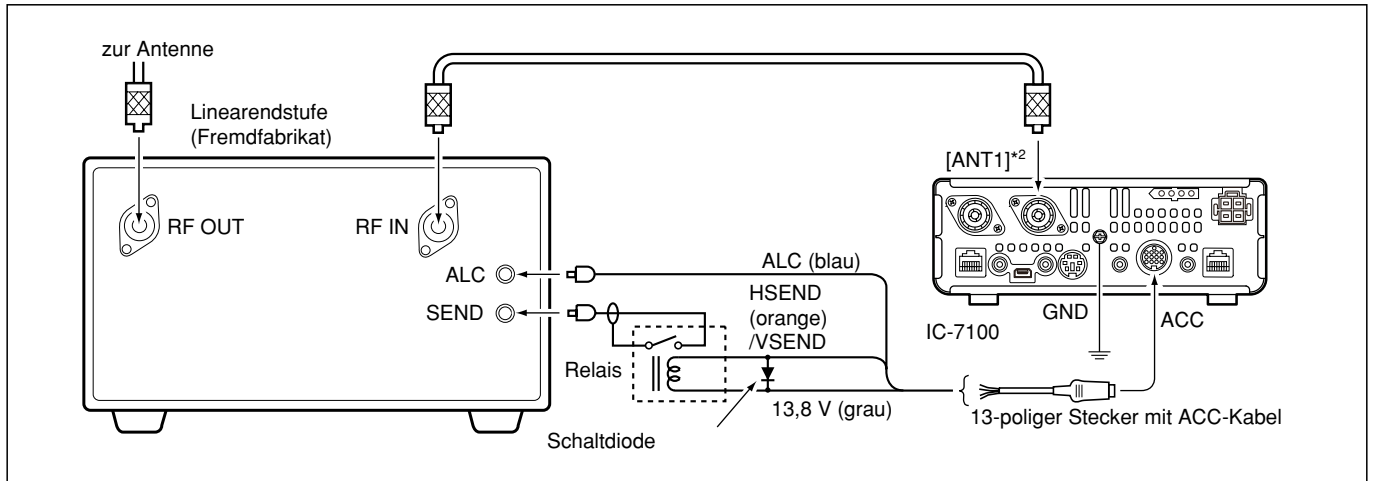 zur Antenne
Linearendstufe
(Fremdfabrikat)
[ANT1]*2
RF OUT
RF IN
ALC
ALC (blau)
SEND
HSEND
(orange)
/VSEND
GND
ACC
IC-7100
Relais
13,8 V (grau)
13-poliger Stecker mit ACC-Kabel
Schaltdiode